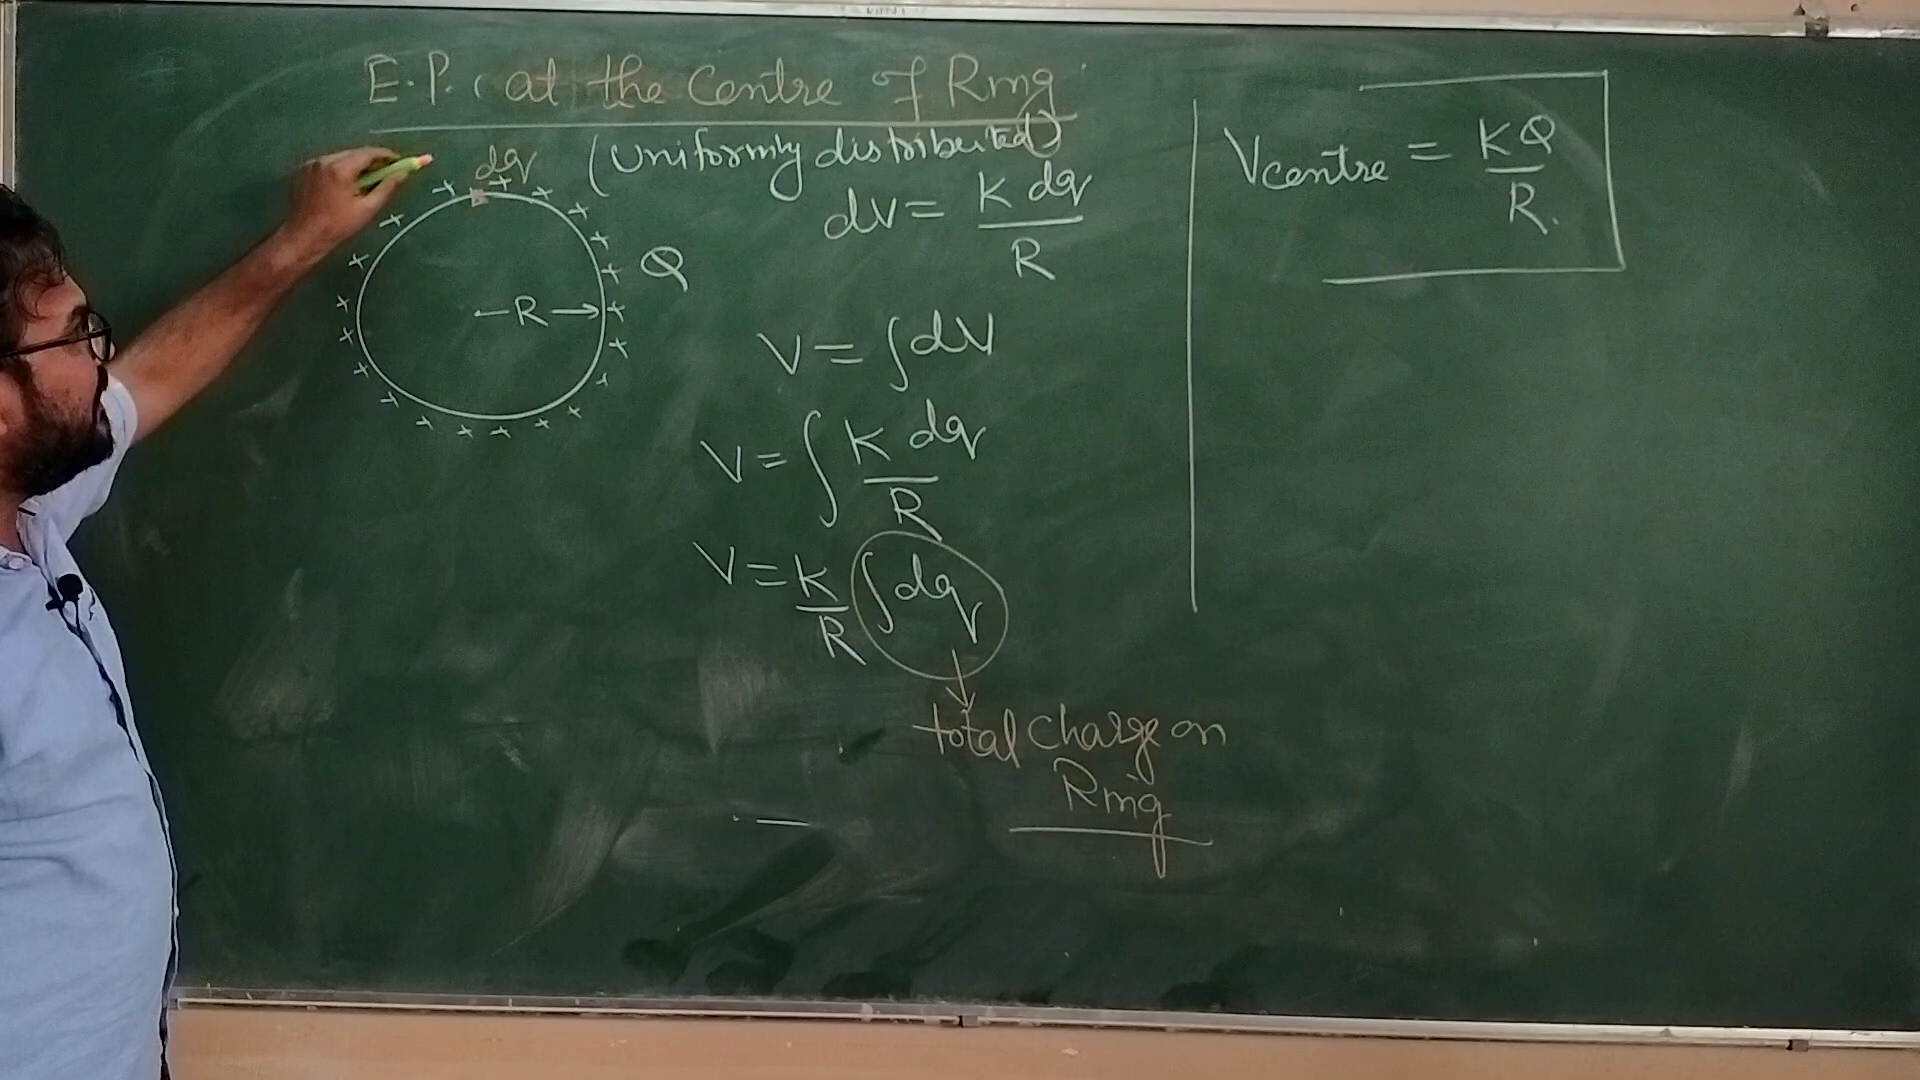 E.P. at the Centre of Ring
(Uniformly distributed)
dq
+ + + + + + + + + + + + + + + + + + + + + +
Q
R
dV = K dq / R
V = ∫dV
V = ∫ K dq / R
V = K / R ∫dq
total Charge on
Ring
Vcentre = KQ / R.